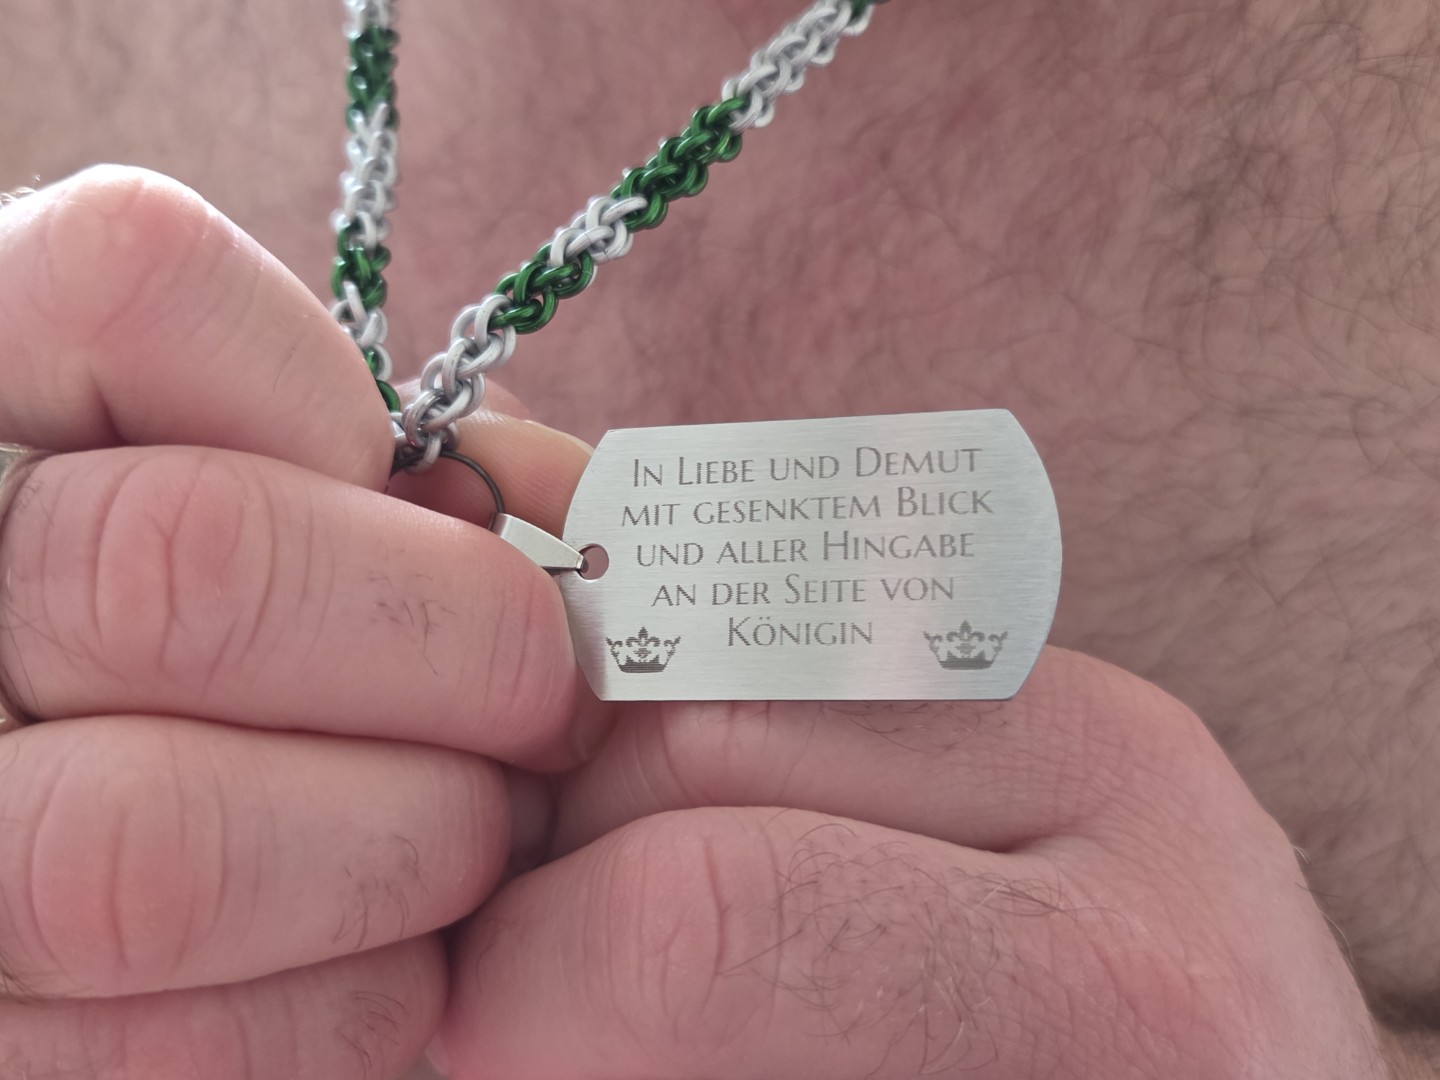 In Liebe und Demut
mit gesenktem Blick
und aller Hingabe
an der Seite von
Königin